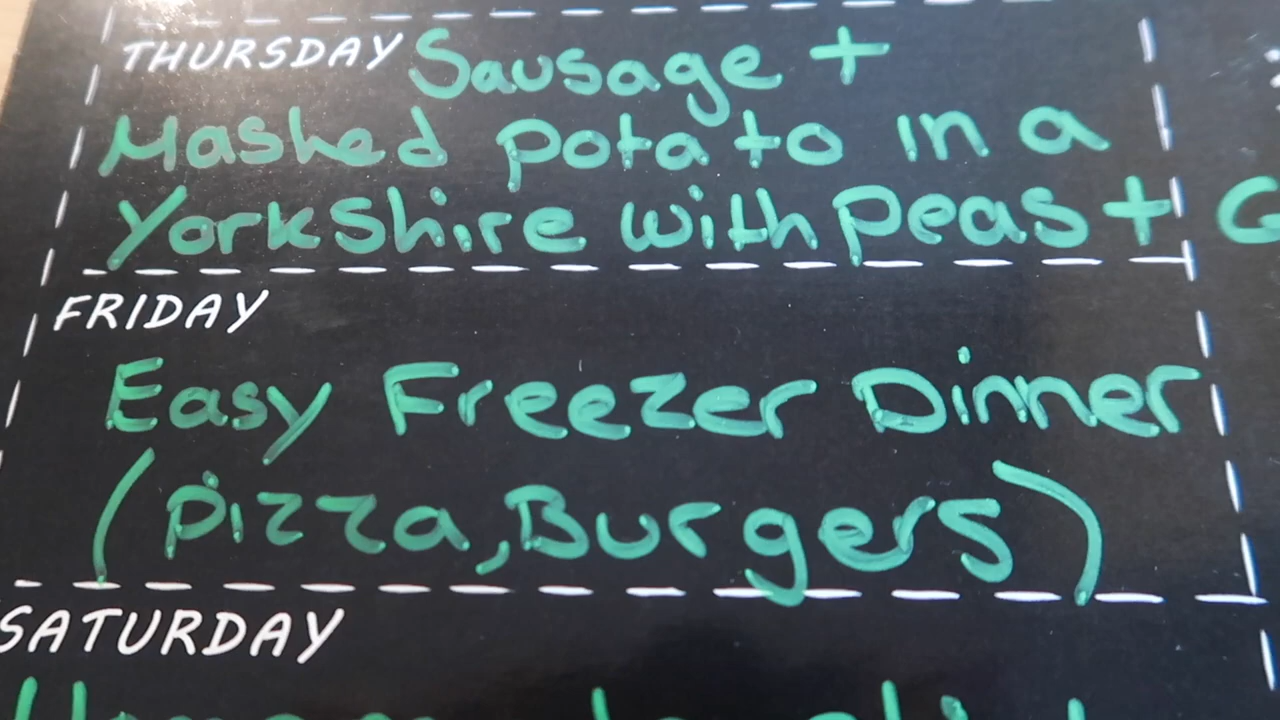 THURSDAY Sausage +
Mashed potato in a
Yorkshire with peas + G
FRIDAY
Easy Freezer Dinner
(Pizza, Burgers)
SATURDAY